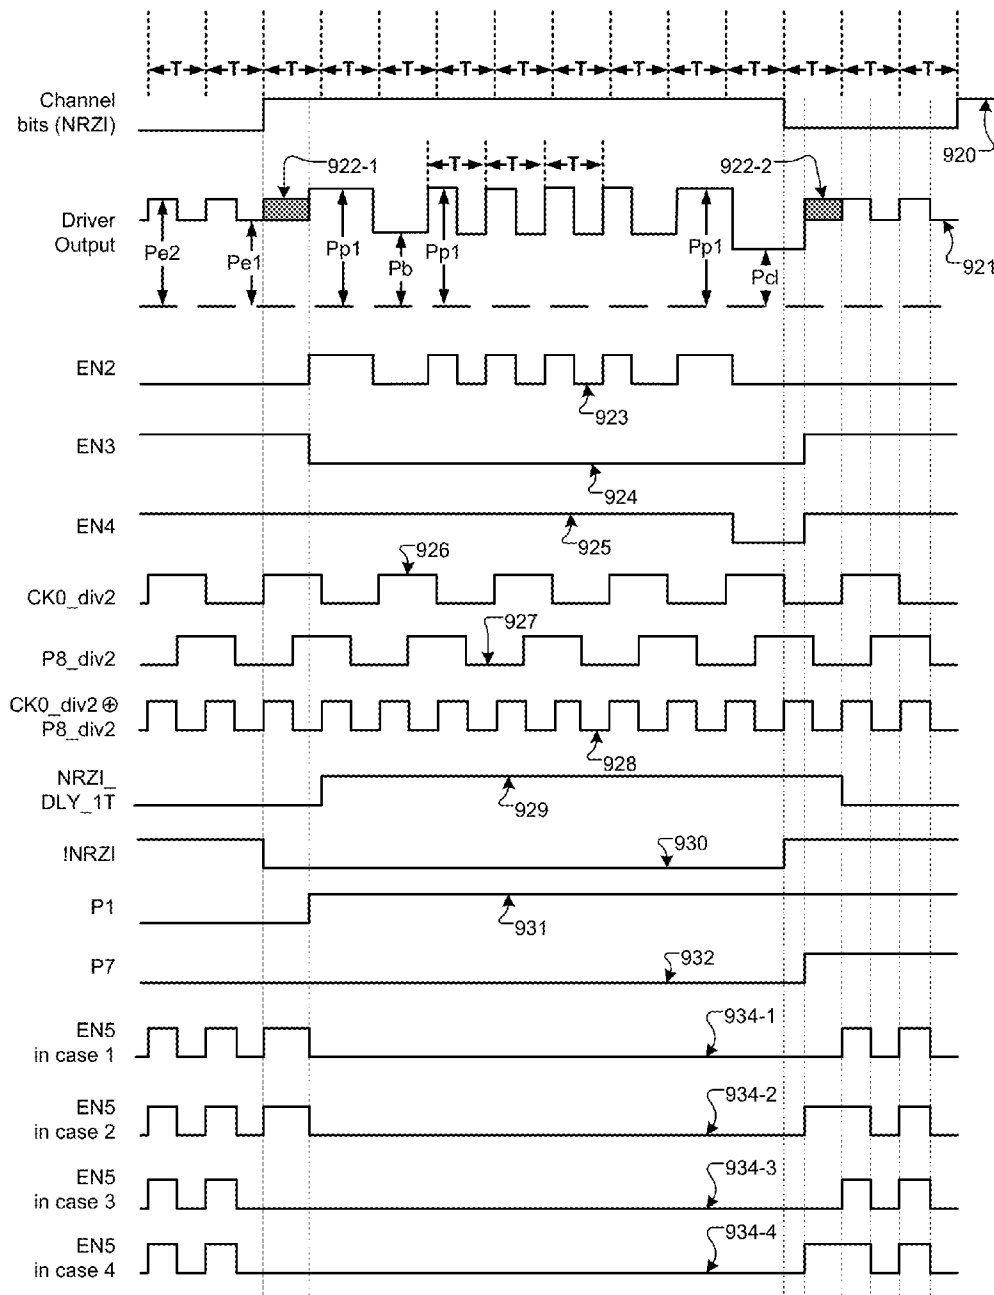 T T T T T T T T T T T T T T
Channel
bits (NRZI)
920
922-1
T T T
922-2
Driver
Output
Pe2
Pe1
Pp1
Pb
Pp1
Pp1
Pcl
921
EN2
923
EN3
924
EN4
925
926
CK0_div2
927
P8_div2
CK0_div2 ⊕
P8_div2
928
NRZI_
DLY_1T
929
!NRZI
930
P1
931
P7
932
EN5
in case 1
934-1
EN5
in case 2
934-2
EN5
in case 3
934-3
EN5
in case 4
934-4